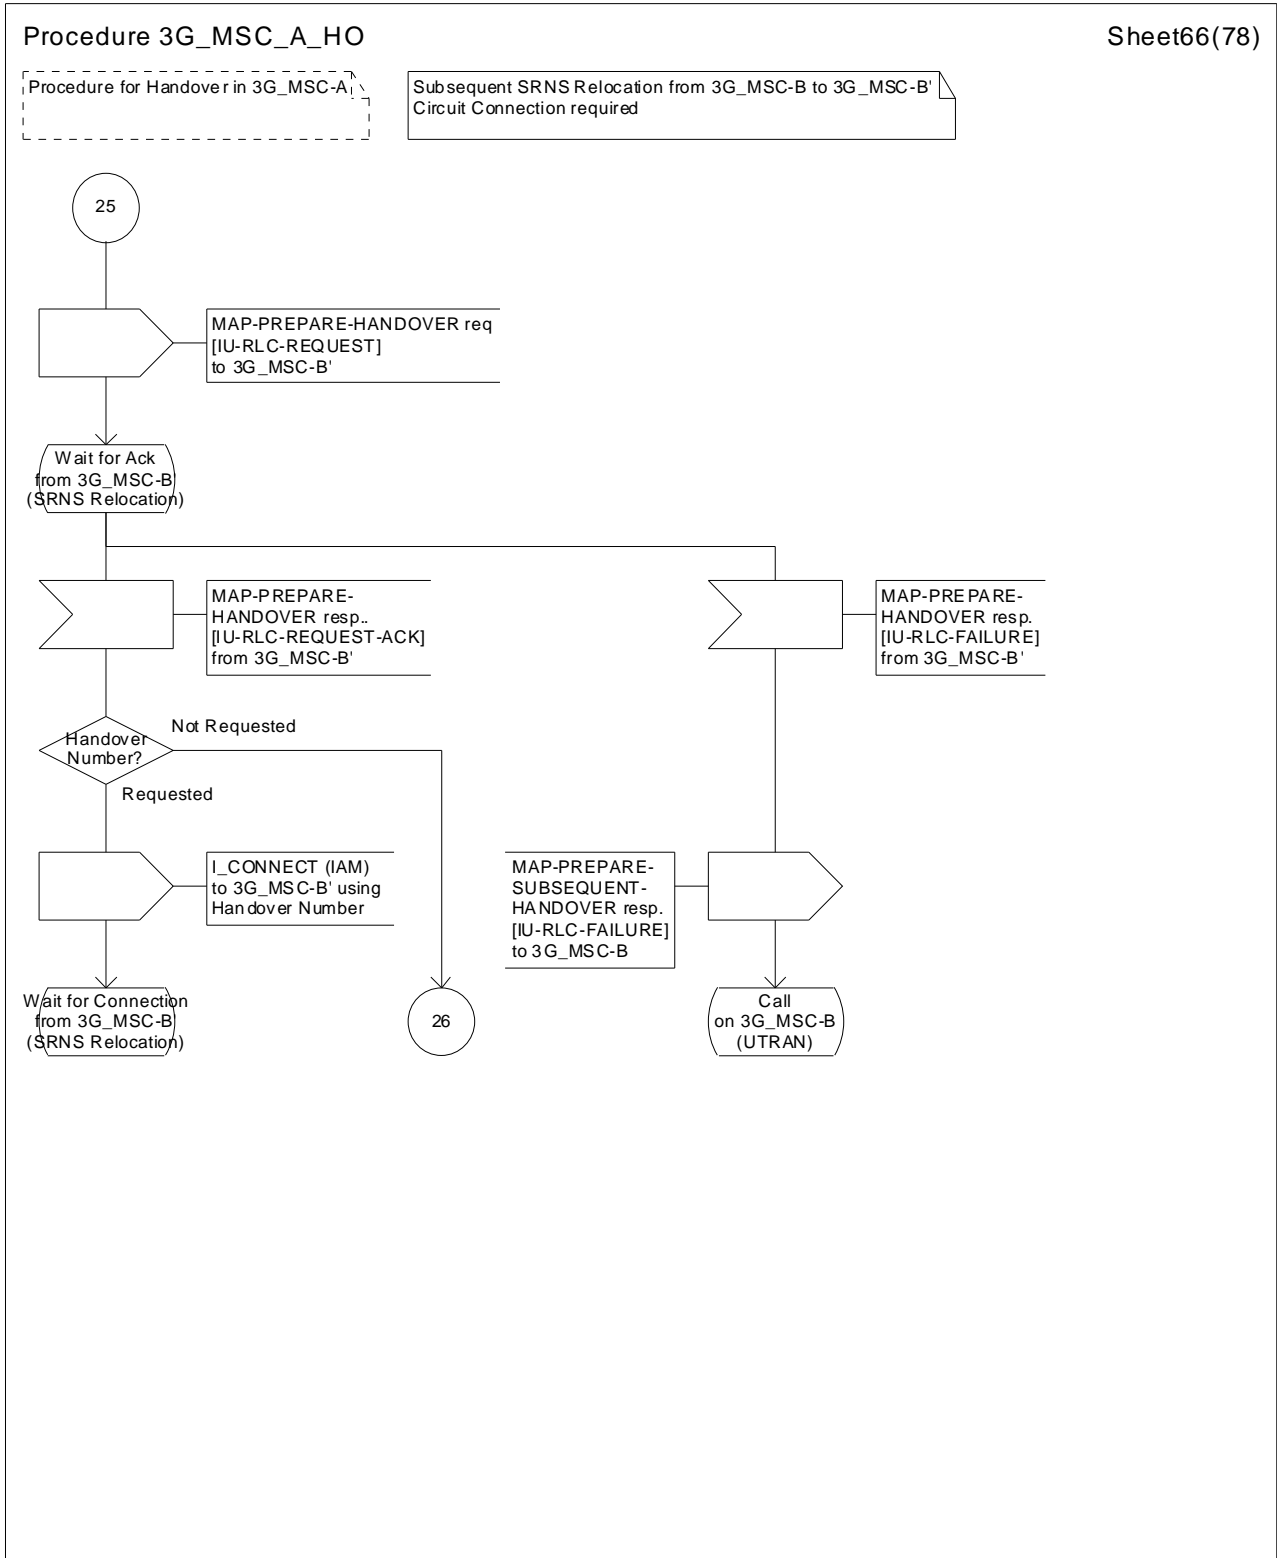 Procedure 3G_MSC_A_HO
Sheet66(78)
Procedure for Handover in 3G_MSC-A
Subsequent SRNS Relocation from 3G_MSC-B to 3G_MSC-B'
Circuit Connection required
25
MAP-PREPARE-HANDOVER req
[IU-RLC-REQUEST]
to 3G_MSC-B'
Wait for Ack
from 3G_MSC-B'
(SRNS Relocation)
MAP-PREPARE-
HANDOVER resp..
[IU-RLC-REQUEST-ACK]
from 3G_MSC-B'
MAP-PREPARE-
HANDOVER resp.
[IU-RLC-FAILURE]
from 3G_MSC-B'
Handover
Number?
Not Requested
Requested
I_CONNECT (IAM)
to 3G_MSC-B' using
Handover Number
MAP-PREPARE-
SUBSEQUENT-
HANDOVER resp.
[IU-RLC-FAILURE]
to 3G_MSC-B
Wait for Connection
from 3G_MSC-B'
(SRNS Relocation)
26
Call
on 3G_MSC-B
(UTRAN)